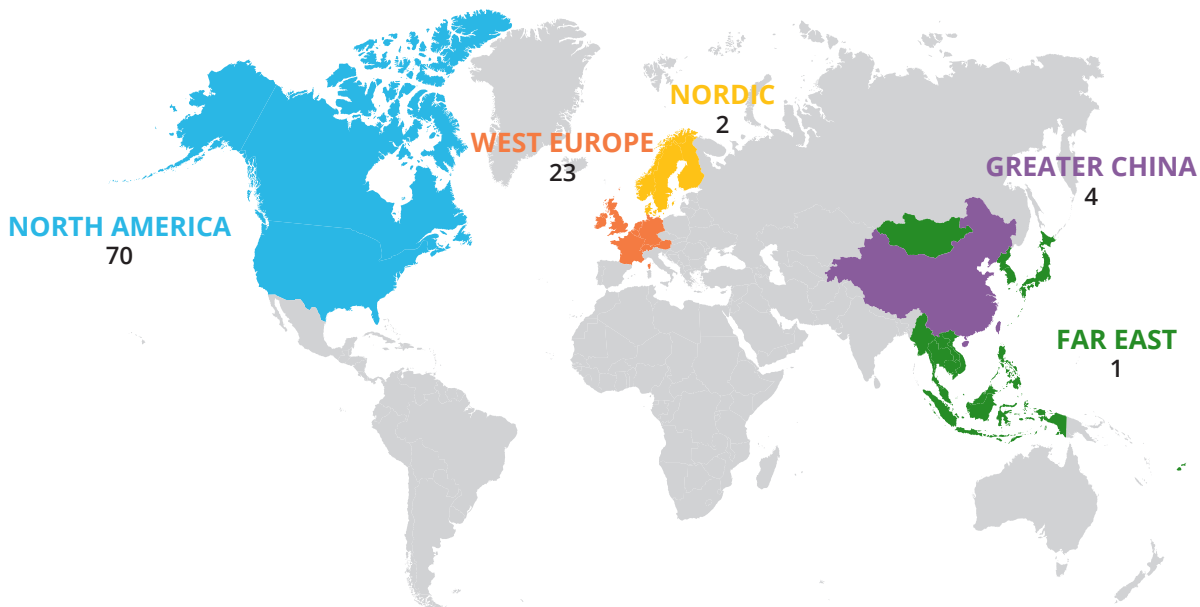 NORDIC
2
WEST EUROPE
23
GREATER CHINA
4
NORTH AMERICA
70
FAR EAST
1